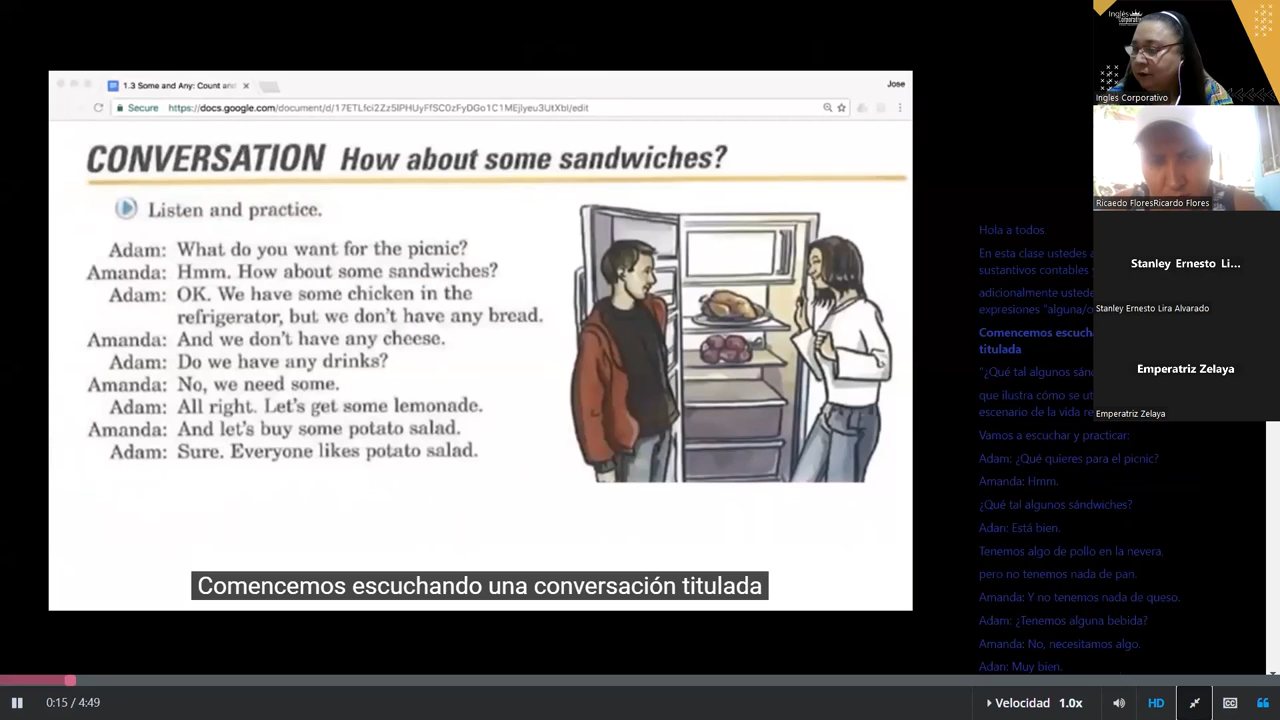 1.3 Some and Any: Count and
Jose
Secure https://docs.google.com/document/d/17ETLfci2Zz5IPHUyFfSC0zFyDGo1C1MEjlyeu3UtXbI/edit
CONVERSATION How about some sandwiches?
Listen and practice.
Adam: What do you want for the picnic?
Amanda: Hmm. How about some sandwiches?
Adam: OK. We have some chicken in the
refrigerator, but we don't have any bread.
Amanda: And we don't have any cheese.
Adam: Do we have any drinks?
Amanda: No, we need some.
Adam: All right. Let's get some lemonade.
Amanda: And let's buy some potato salad.
Adam: Sure. Everyone likes potato salad.
Comencemos escuchando una conversación titulada
Inglés
Corporativo
Ingles Corporativo
Ricaedo FloresRicardo Flores
Stanley Ernesto Li...
Stanley Ernesto Lira Alvarado
Emperatriz Zelaya
Emperatriz Zelaya
Hola a todos
En esta clase ustedes a
sustantivos contables
adicionalmente ustede
expresiones "alguna/o
Comencemos escucha
titulada
"¿Qué tal algunos sánd
que ilustra cómo se ut
escenario de la vida re
Vamos a escuchar y practicar:
Adam: ¿Qué quieres para el picnic?
Amanda: Hmm.
¿Qué tal algunos sándwiches?
Adan: Está bien.
Tenemos algo de pollo en la nevera,
pero no tenemos nada de pan.
Amanda: Y no tenemos nada de queso.
Adam: ¿Tenemos alguna bebida?
Amanda: No, necesitamos algo.
Adan: Muy bien.
0:15 / 4:49
Velocidad 1.0x
HD
CC